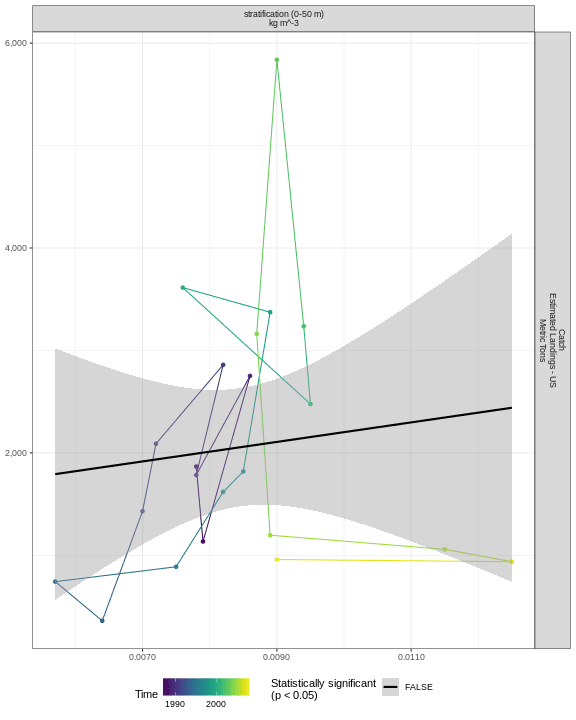 stratification (0-50 m)
kg m^-3
6,000
4,000
2,000
Catch
Estimated Landings - US
Metric Tons
0.0070
0.0090
0.0110
Time
1990
2000
Statistically significant
(p < 0.05)
FALSE